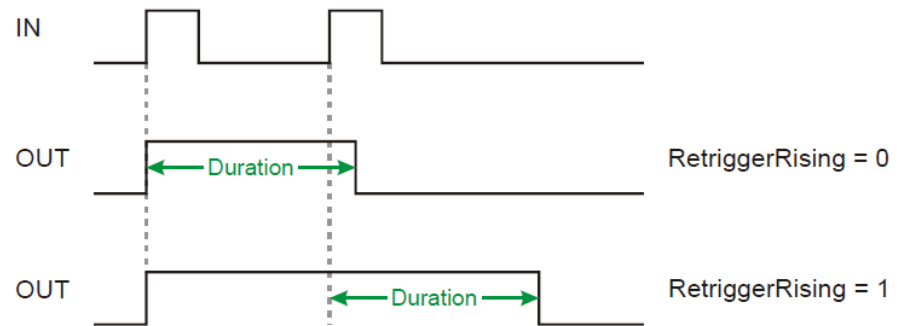 IN
OUT
Duration
RetriggerRising = 0
OUT
Duration
RetriggerRising = 1